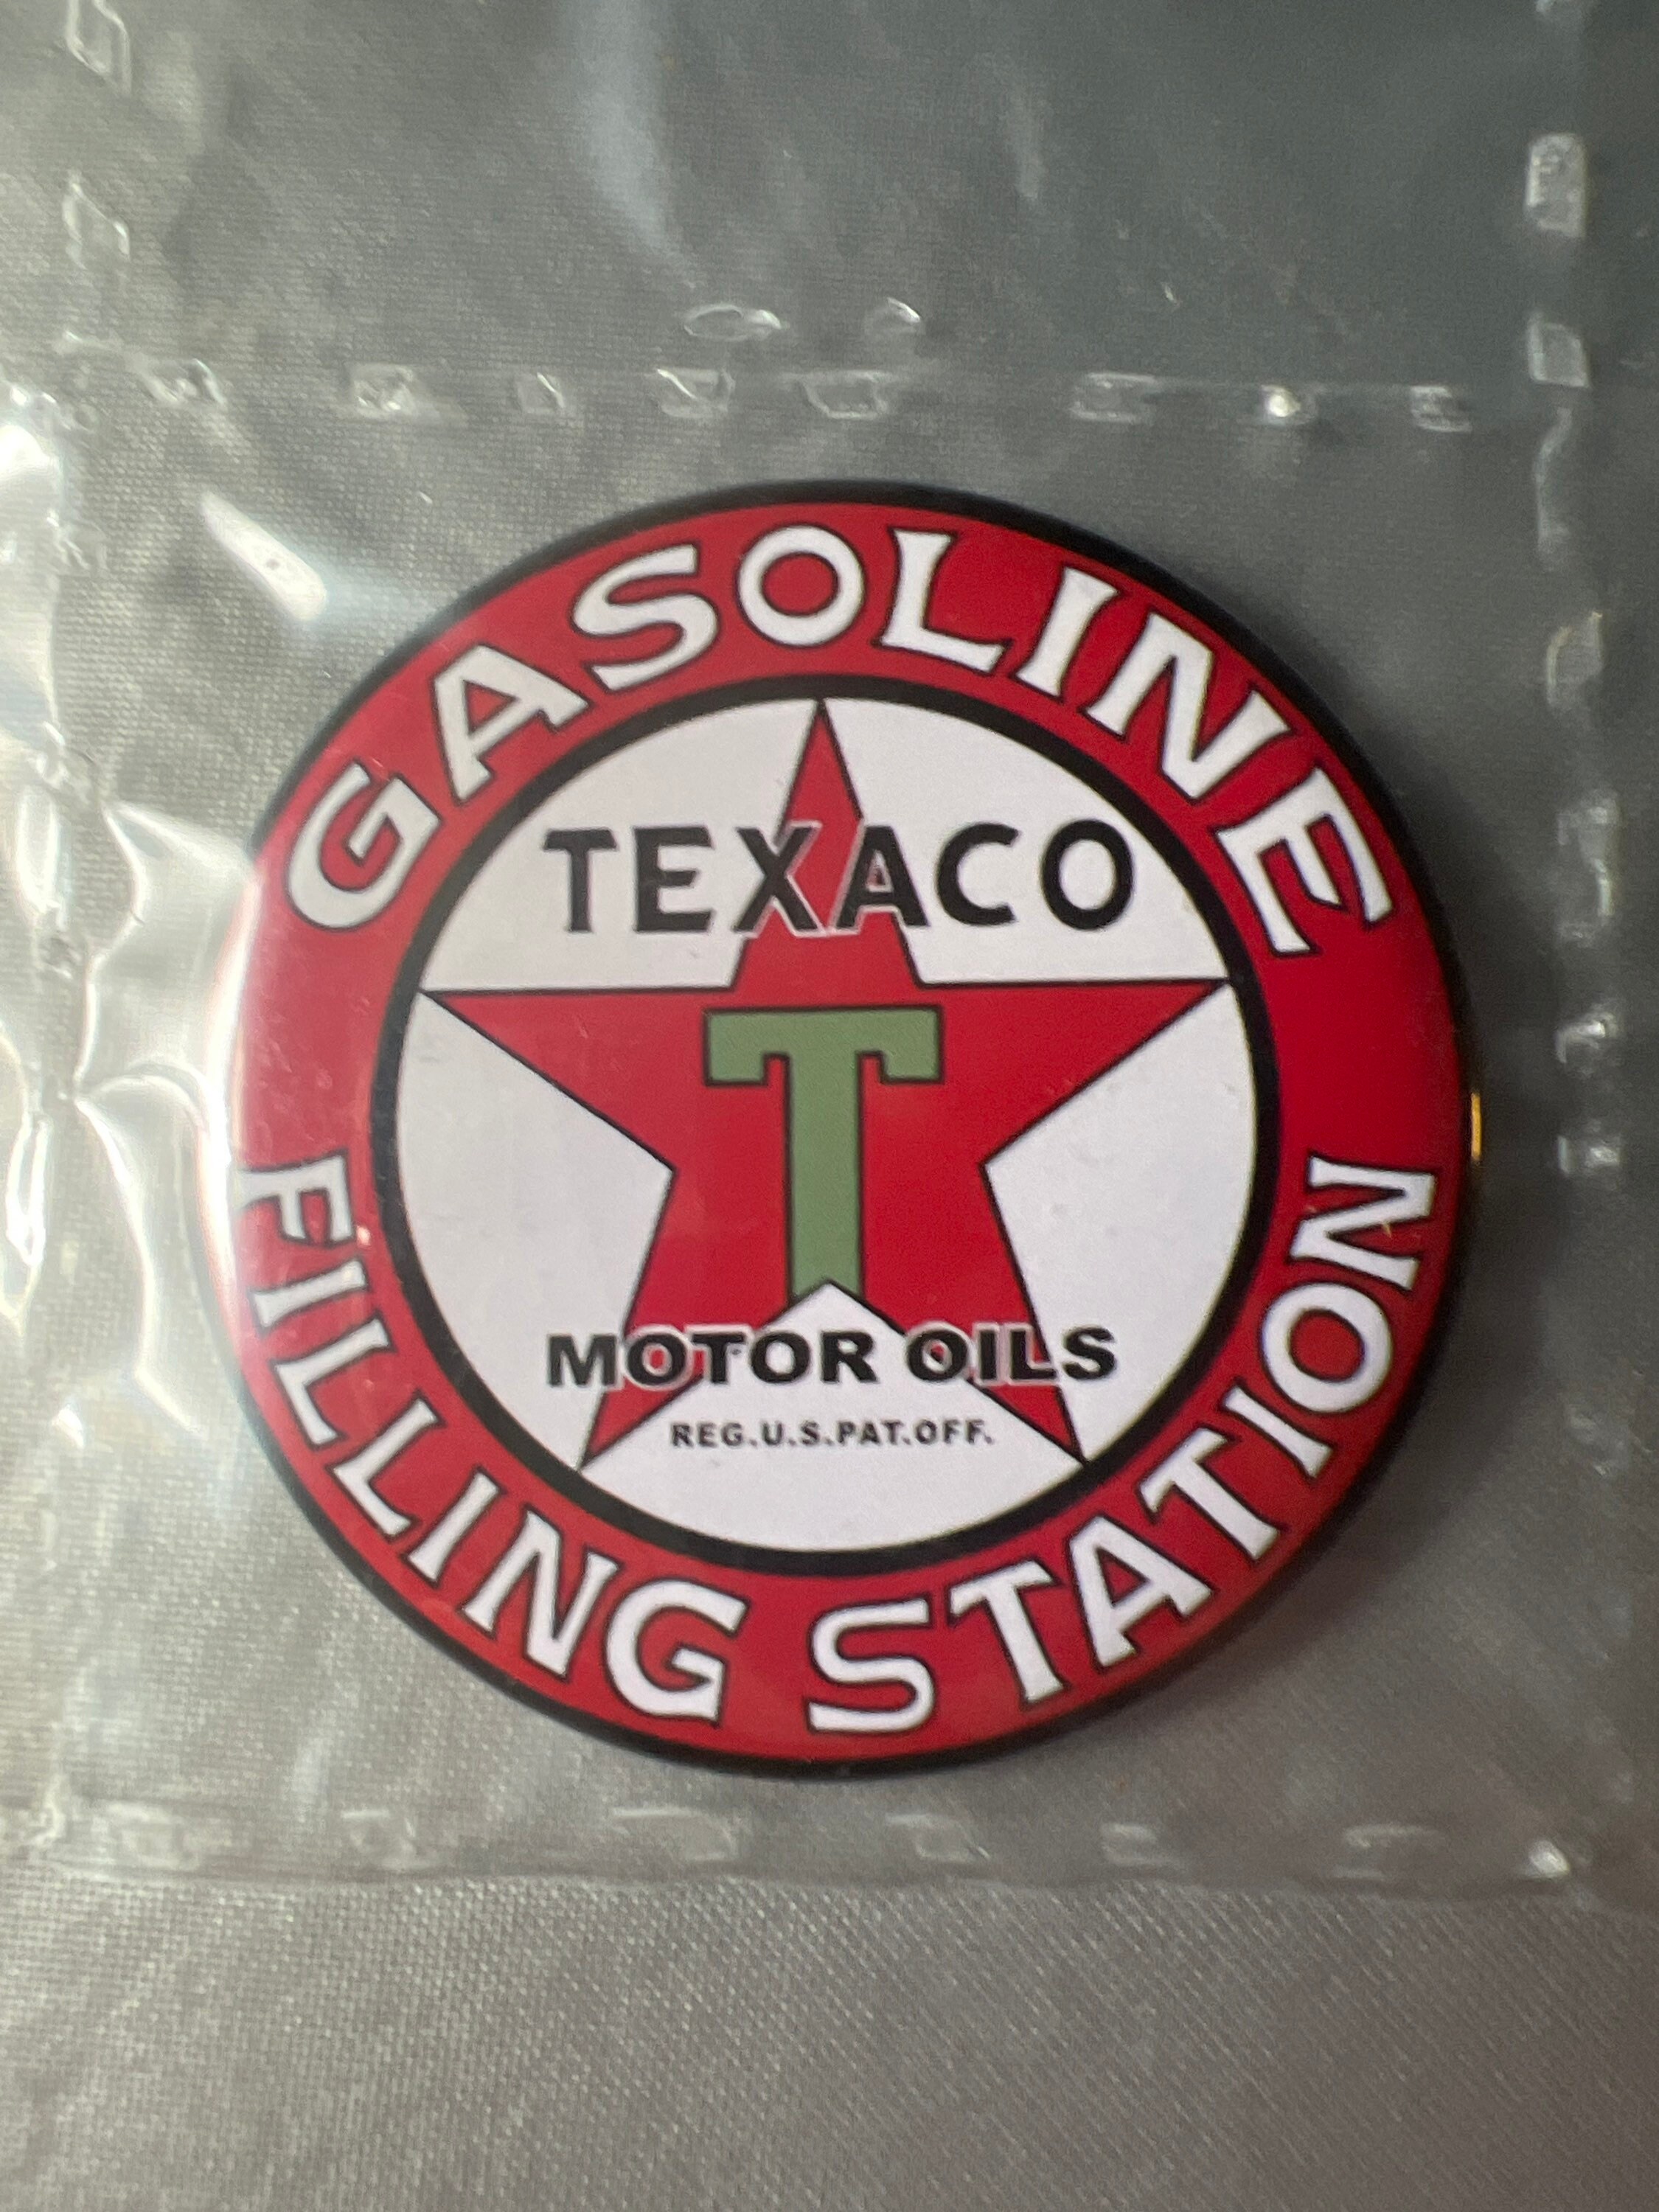 GASOLINE
TEXACO
T
MOTOR OILS
REG.U.S.PAT.OFF.
FILLING STATION